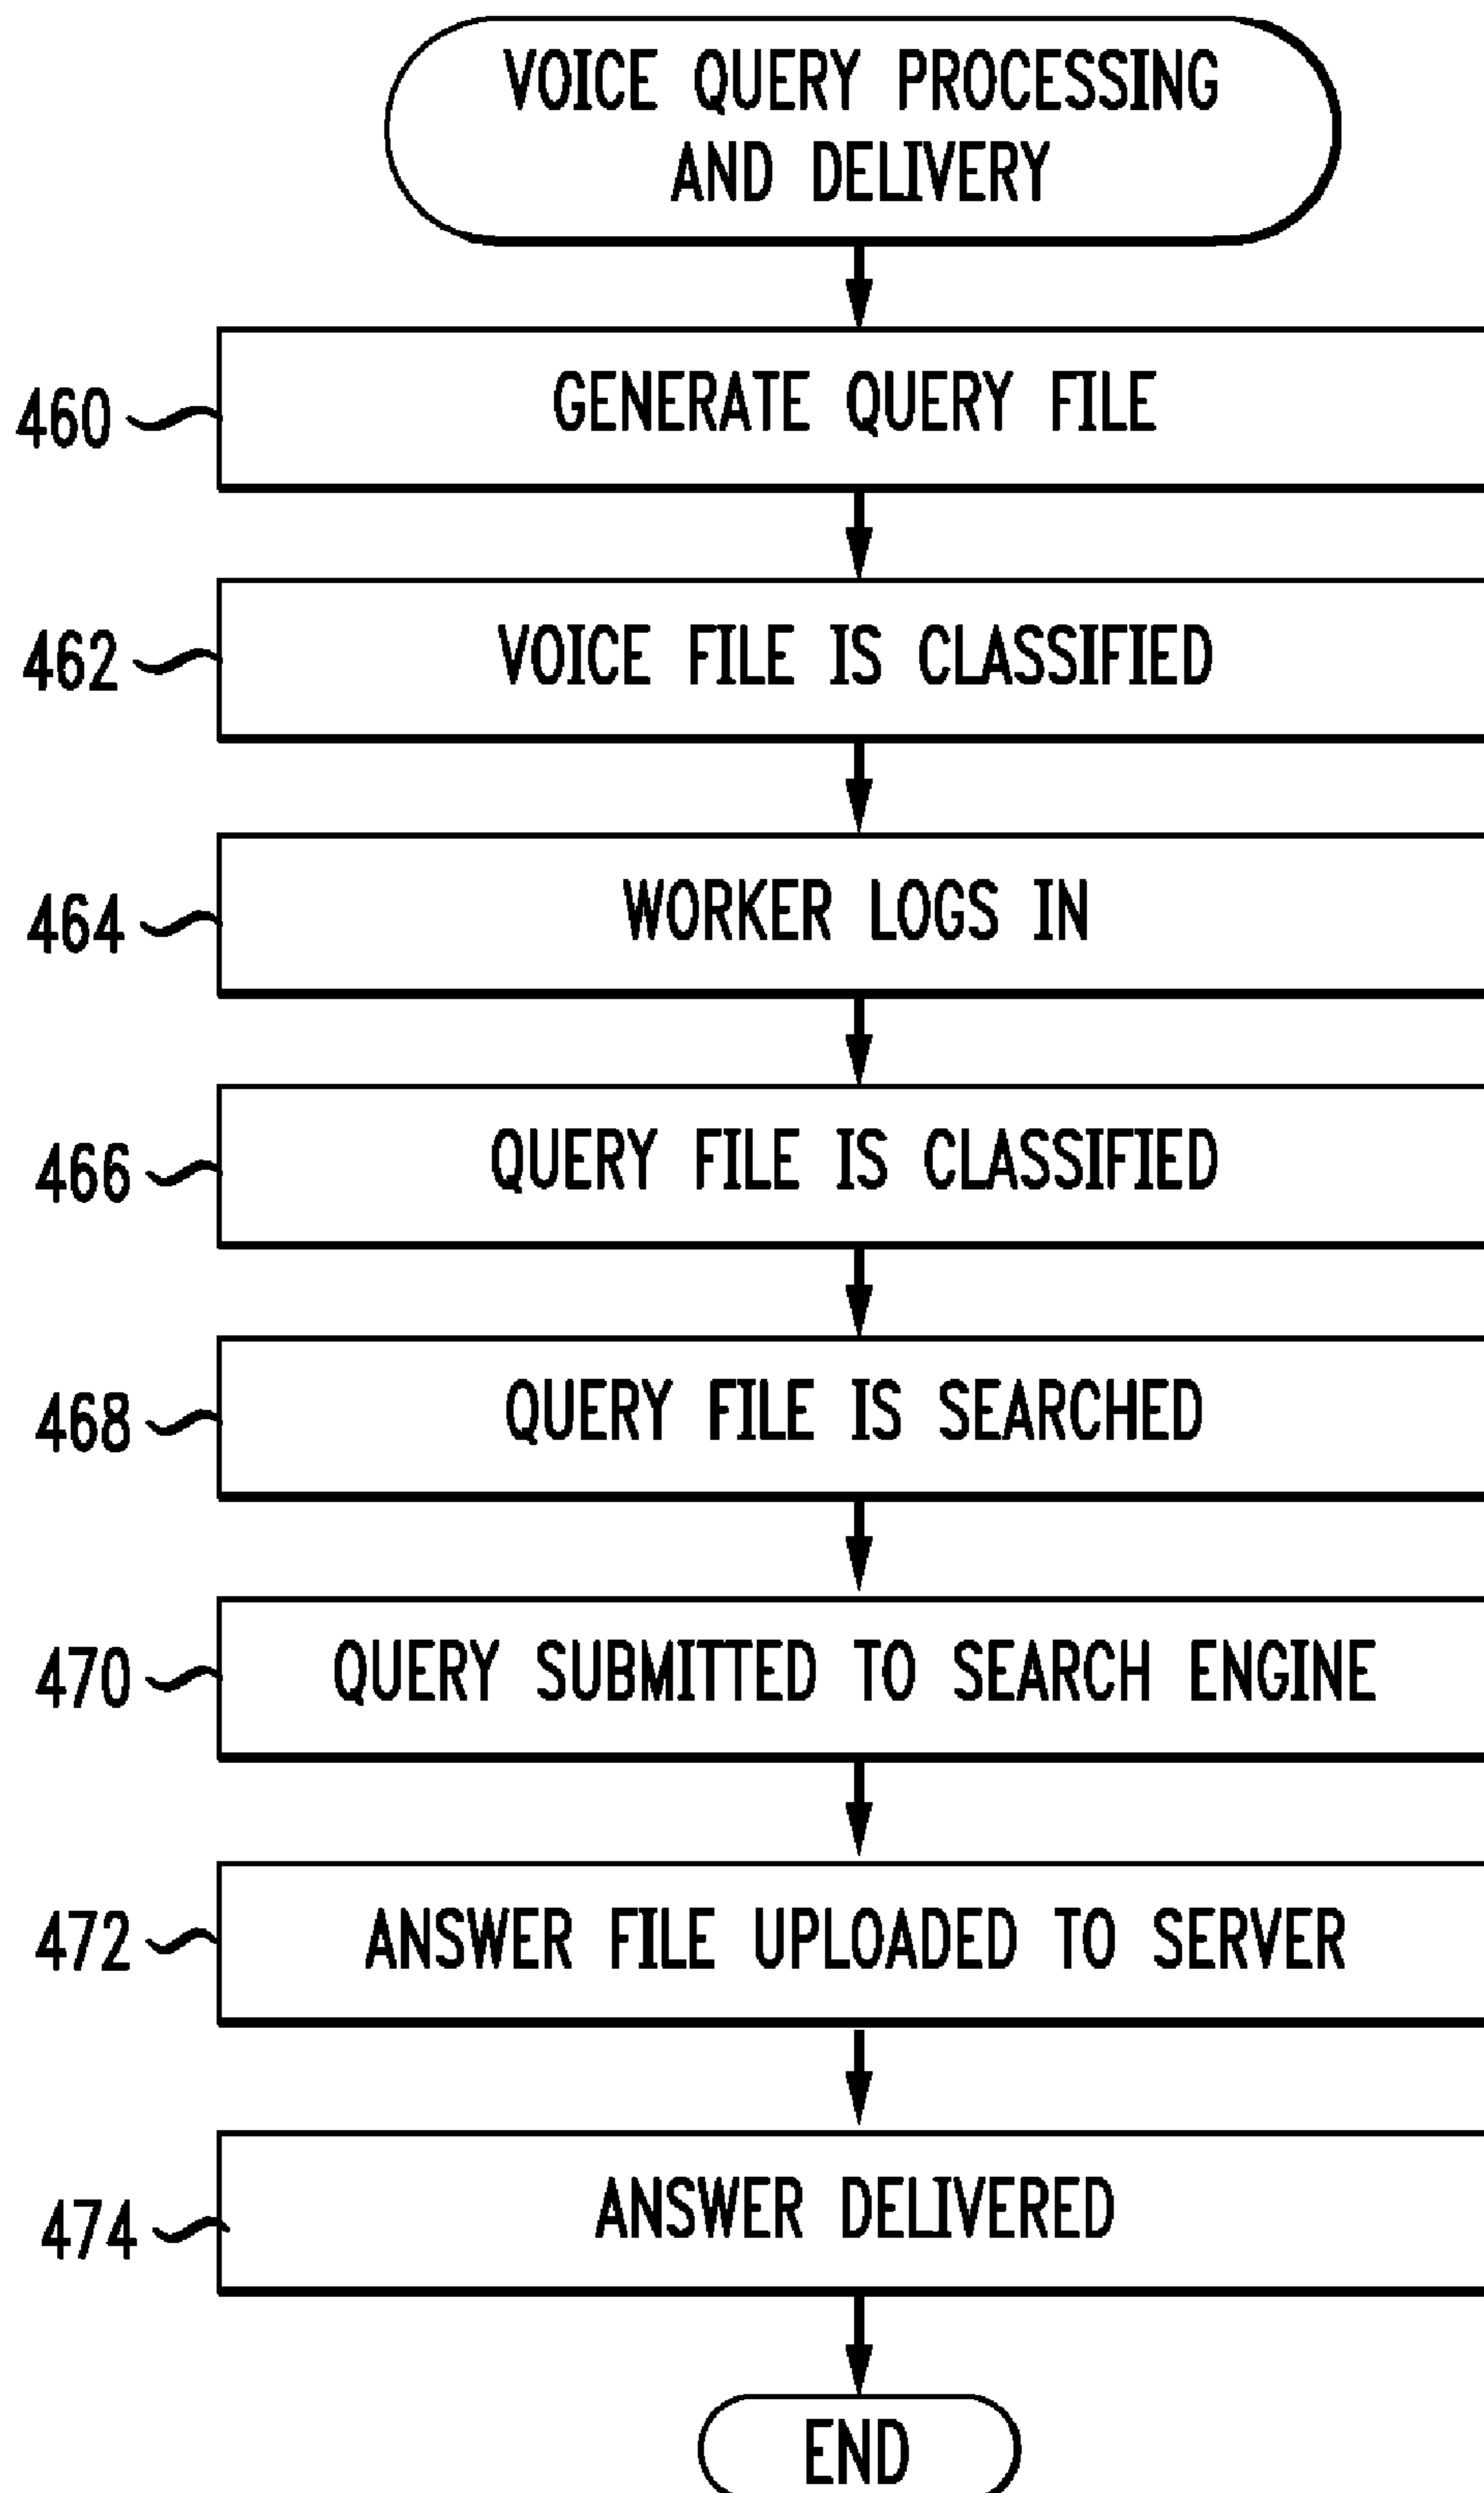 VOICE QUERY PROCESSING
AND DELIVERY
460
GENERATE QUERY FILE
462
VOICE FILE IS CLASSIFIED
464
WORKER LOGS IN
466
QUERY FILE IS CLASSIFIED
468
QUERY FILE IS SEARCHED
470
QUERY SUBMITTED TO SEARCH ENGINE
472
ANSWER FILE UPLOADED TO SERVER
474
ANSWER DELIVERED
END